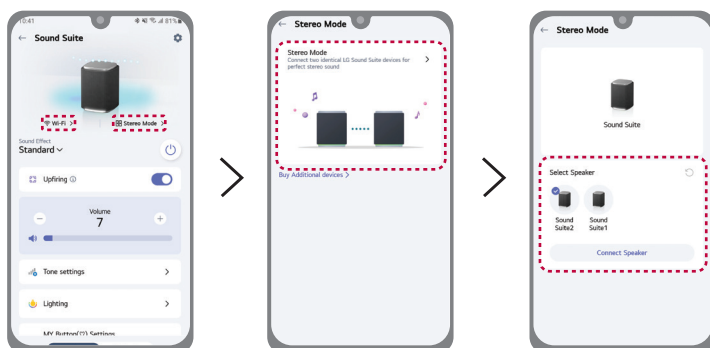 10:41
81%
Sound Suite
Wi-Fi >
Stereo Mode >
Sound Effect
Standard
Upfiring
Volume
7
Tone settings
Lighting
MY Button(♡) Settings
Stereo Mode
Stereo Mode
Connect two identical LG Sound Suite devices for
perfect stereo sound
Buy Additional devices >
Stereo Mode
Sound Suite
Select Speaker
Sound
Suite2
Sound
Suite1
Connect Speaker